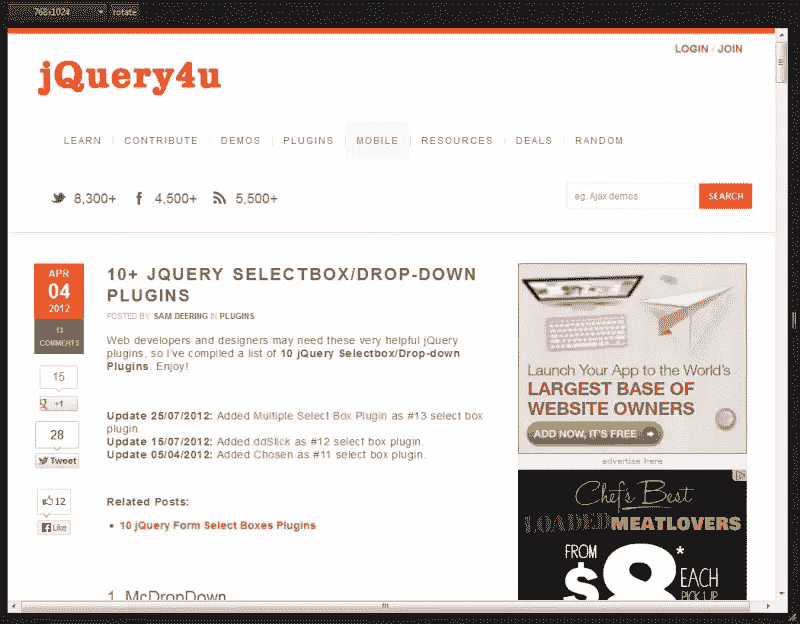 768x1024 rotate
LOGIN / JOIN
jQuery4u
LEARN CONTRIBUTE DEMOS PLUGINS MOBILE RESOURCES DEALS RANDOM
8,300+ 4,500+ 5,500+
eg. Ajax demos SEARCH
APR
04
2012
13
COMMENTS
15
+1
28
Tweet
12
Like
10+ JQUERY SELECTBOX/DROP-DOWN
PLUGINS
POSTED BY SAM DEERING IN PLUGINS
Web developers and designers may need these very helpful jQuery
plugins, so I've compiled a list of 10 jQuery Selectbox/Drop-down
Plugins. Enjoy!
Update 25/07/2012: Added Multiple Select Box Plugin as #13 select box
plugin.
Update 15/07/2012: Added ddSlick as #12 select box plugin.
Update 05/04/2012: Added Chosen as #11 select box plugin.
Related Posts:
• 10 jQuery Form Select Boxes Plugins
1. McDropDown
Launch Your App to the World's
LARGEST BASE OF
WEBSITE OWNERS
ADD NOW, IT'S FREE
advertise here
Chef's Best
LOADED MEATLOVERS
FROM
$8* EACH
PICK UP